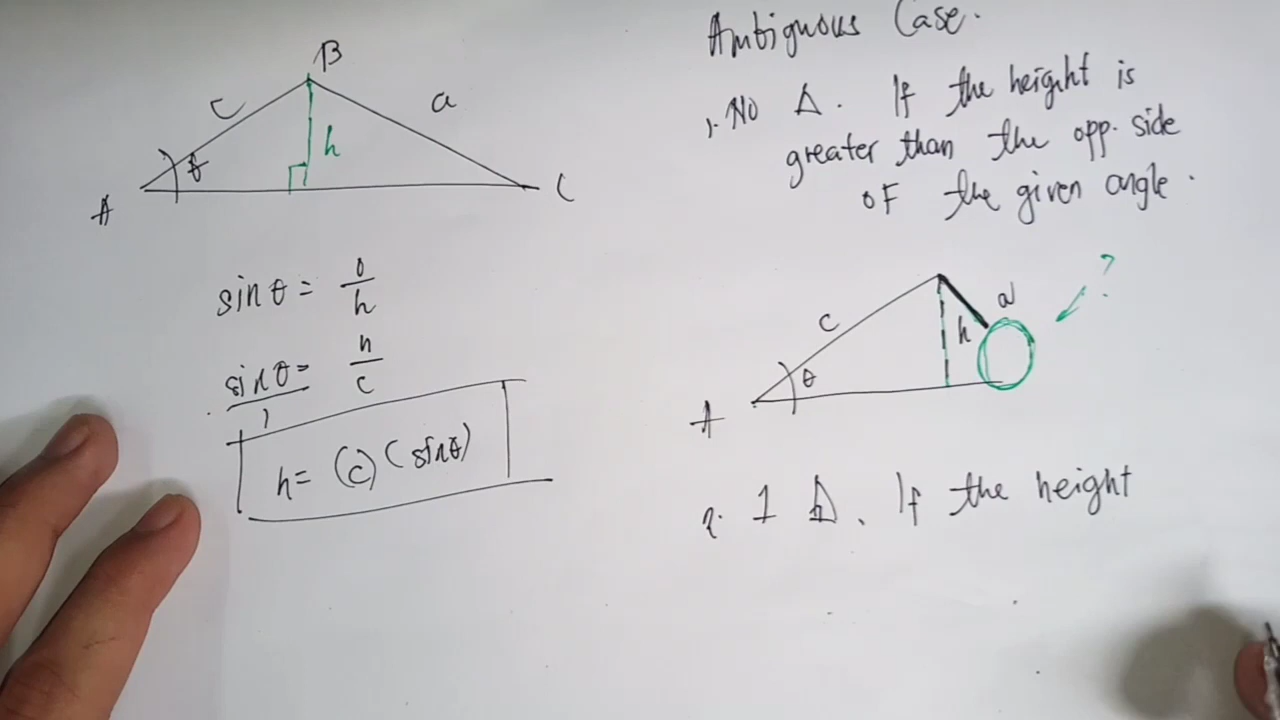 B
c
a
h
θ
A
C
sin θ = o/h
sin θ/1 = h/c
h = (c)(sin θ)
Ambiguous Case.
1. No Δ. If the height is
greater than the opp. side
of the given angle.
?
a
c
h
θ
A
2. 1 Δ. If the height